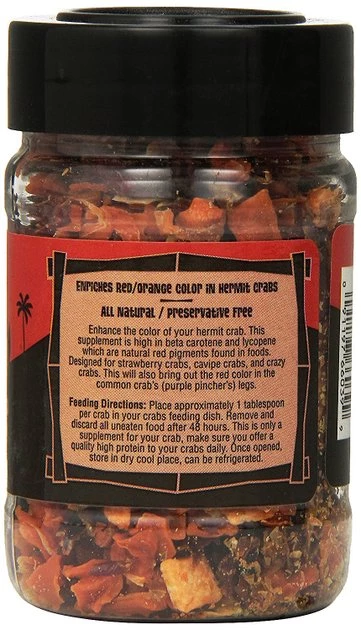 Enriches Red/Orange Color in Hermit Crabs
All Natural / Preservative Free
Enhance the color of your hermit crab. This
supplement is high in beta carotene and lycopene
which are natural red pigments found in foods.
Designed for strawberry crabs, cavipe crabs, and crazy
crabs. This will also bring out the red color in the
common crab's (purple pincher's) legs.
Feeding Directions: Place approximately 1 tablespoon
per crab in your crabs feeding dish. Remove and
discard all uneaten food after 48 hours. This is only a
supplement for your crab, make sure you offer a
quality high protein to your crabs daily. Once opened,
store in dry cool place, can be refrigerated.